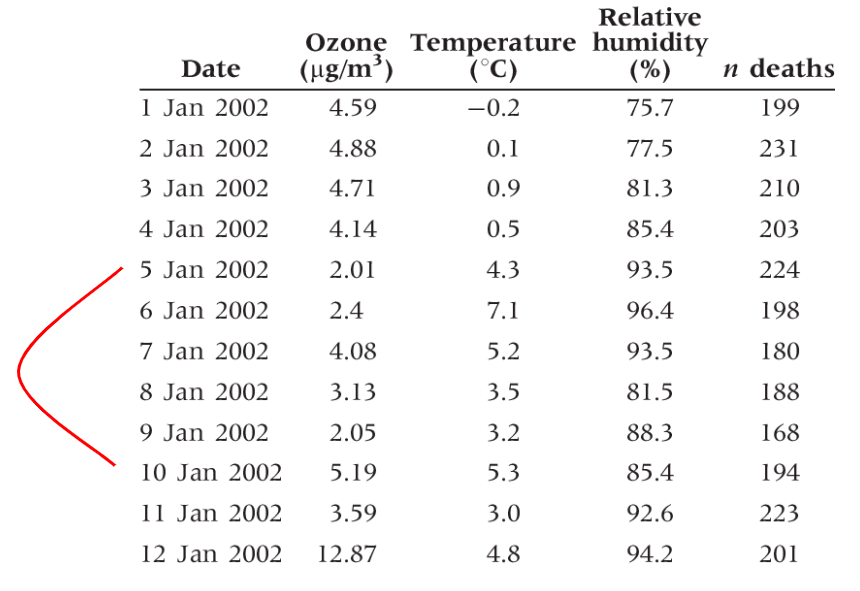 Relative
Ozone Temperature humidity
Date (μg/m³) (°C) (%) n deaths
1 Jan 2002 4.59 −0.2 75.7 199
2 Jan 2002 4.88 0.1 77.5 231
3 Jan 2002 4.71 0.9 81.3 210
4 Jan 2002 4.14 0.5 85.4 203
5 Jan 2002 2.01 4.3 93.5 224
6 Jan 2002 2.4 7.1 96.4 198
7 Jan 2002 4.08 5.2 93.5 180
8 Jan 2002 3.13 3.5 81.5 188
9 Jan 2002 2.05 3.2 88.3 168
10 Jan 2002 5.19 5.3 85.4 194
11 Jan 2002 3.59 3.0 92.6 223
12 Jan 2002 12.87 4.8 94.2 201